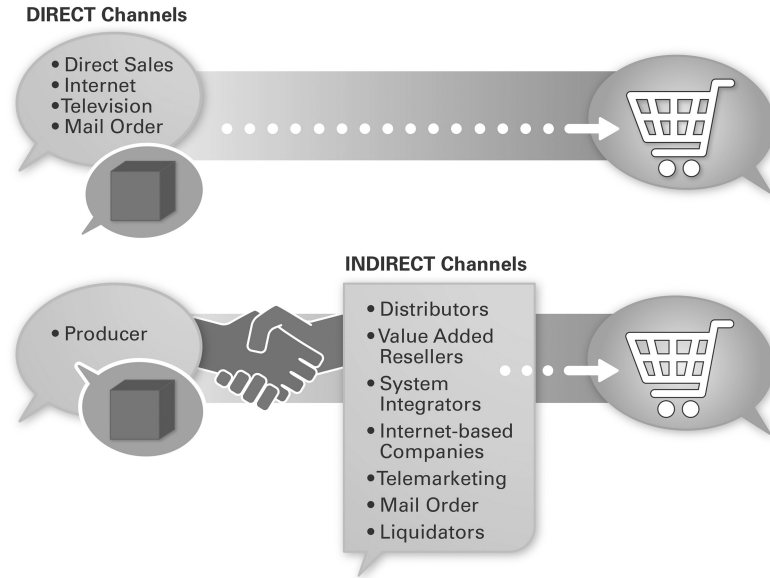 DIRECT Channels
• Direct Sales
• Internet
•Television
• Mail Order
INDIRECT Channels
• Producer
• Distributors
•Value Added
Resellers
• System
Integrators
• Internet-based
Companies
•Telemarketing
• Mail Order
• Liquidators